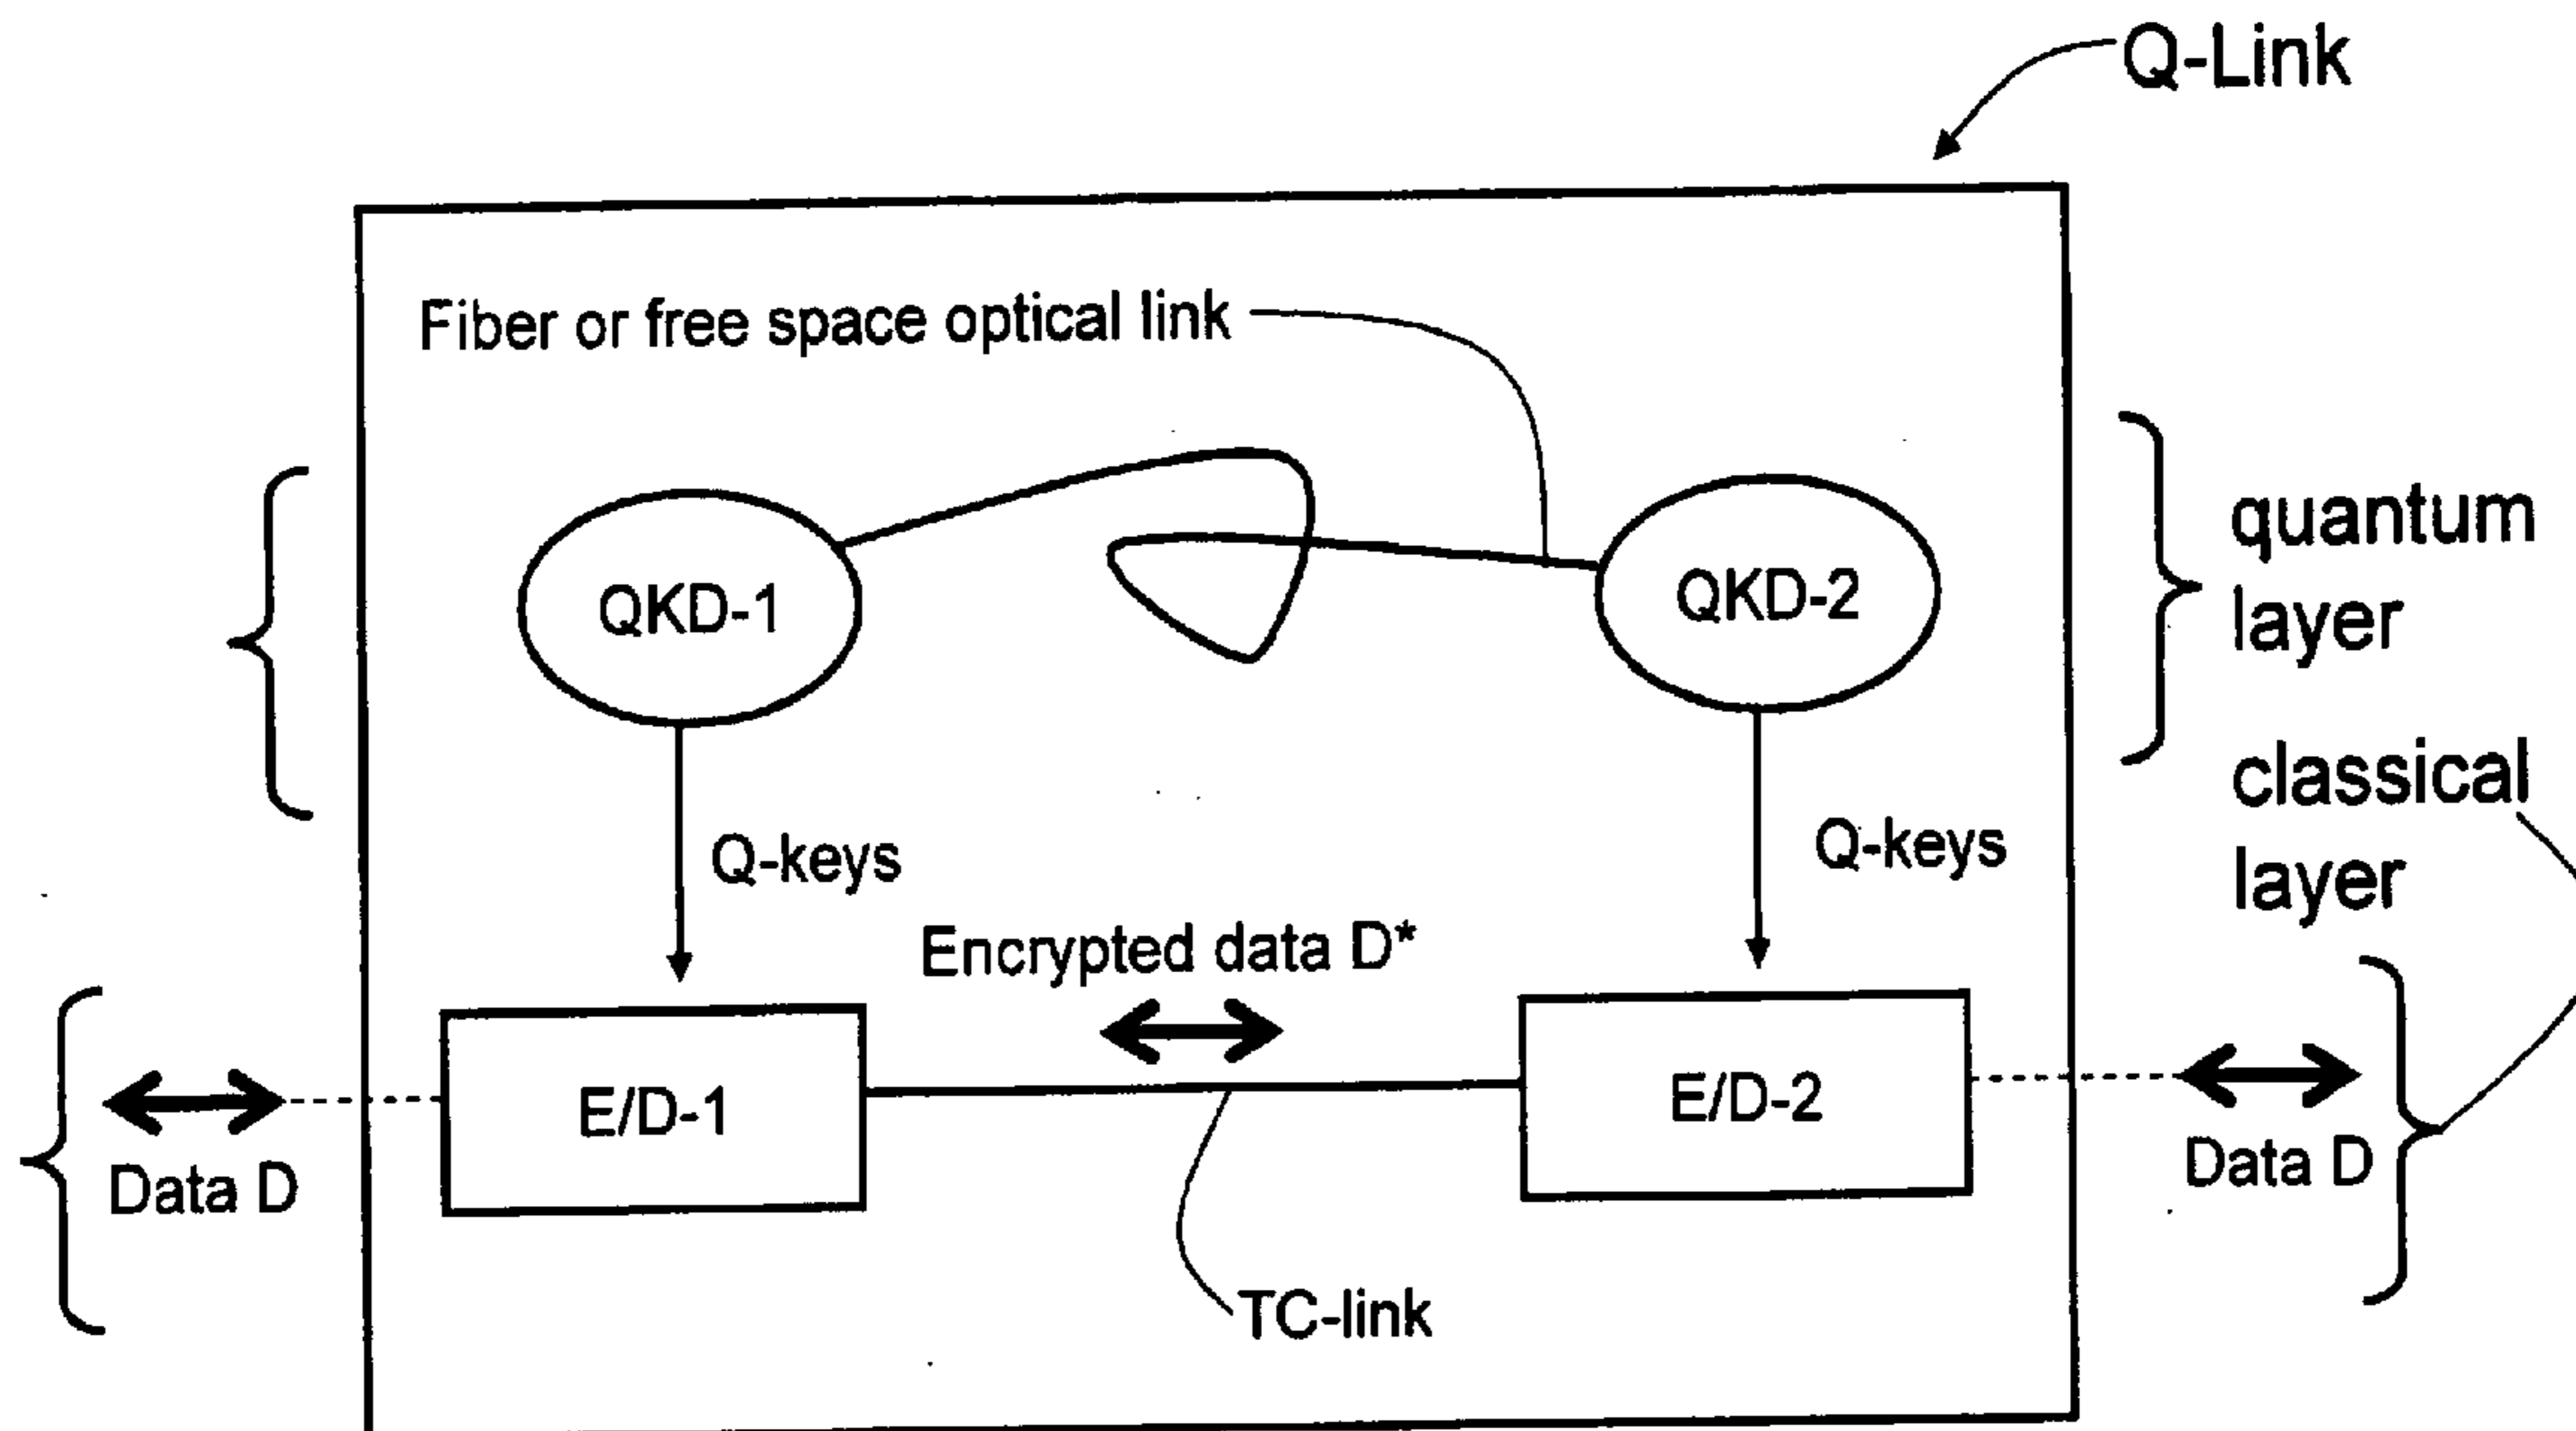 Q-Link
Fiber or free space optical link
QKD-1
QKD-2
quantum
layer
classical
layer
Q-keys
Q-keys
Encrypted data D*
E/D-1
E/D-2
Data D
Data D
TC-link